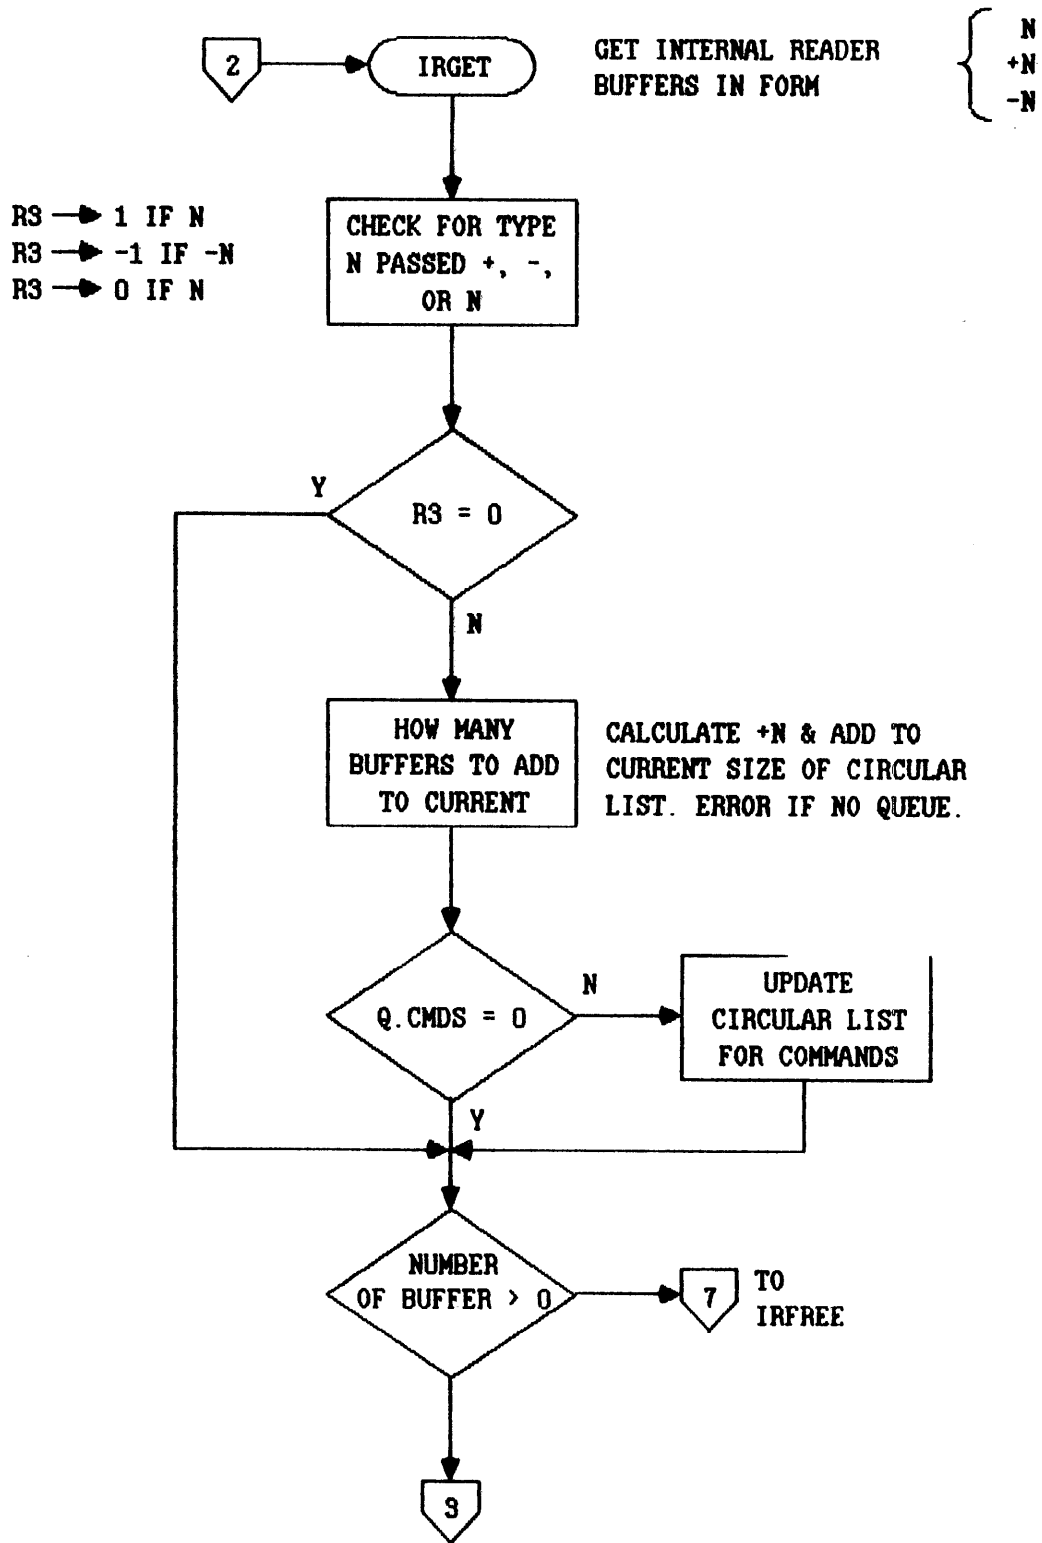 2
IRGET
GET INTERNAL READER
BUFFERS IN FORM
N
+N
-N
R3 → 1 IF N
R3 → -1 IF -N
R3 → 0 IF N
CHECK FOR TYPE
N PASSED +, -,
OR N
Y
R3 = 0
N
HOW MANY
BUFFERS TO ADD
TO CURRENT
CALCULATE +N & ADD TO
CURRENT SIZE OF CIRCULAR
LIST. ERROR IF NO QUEUE.
Q.CMDS = 0
N
UPDATE
CIRCULAR LIST
FOR COMMANDS
Y
NUMBER
OF BUFFER > 0
7
TO
IRFREE
3